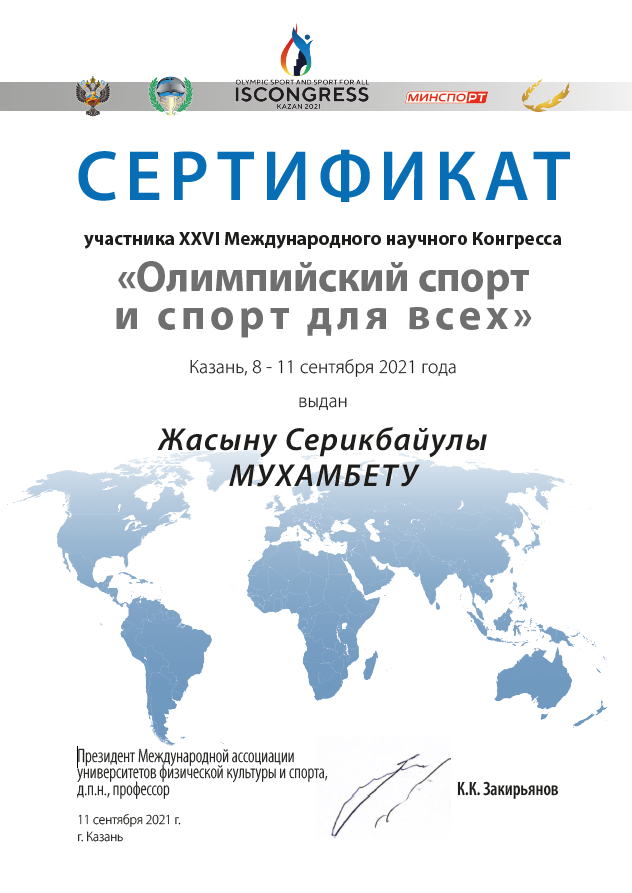 OLYMPIC SPORT AND SPORT FOR ALL
ISCONGRESS
KAZAN 2021
МИНСПОРТ
СЕРТИФИКАТ
участника XXVI Международного научного Конгресса
«Олимпийский спорт
и спорт для всех»
Казань, 8 - 11 сентября 2021 года
выдан
Жасыну Серикбайулы
МУХАМБЕТУ
Президент Международной ассоциации
университетов физической культуры и спорта,
д.п.н., профессор
К.К. Закирьянов
11 сентября 2021 г.
г. Казань